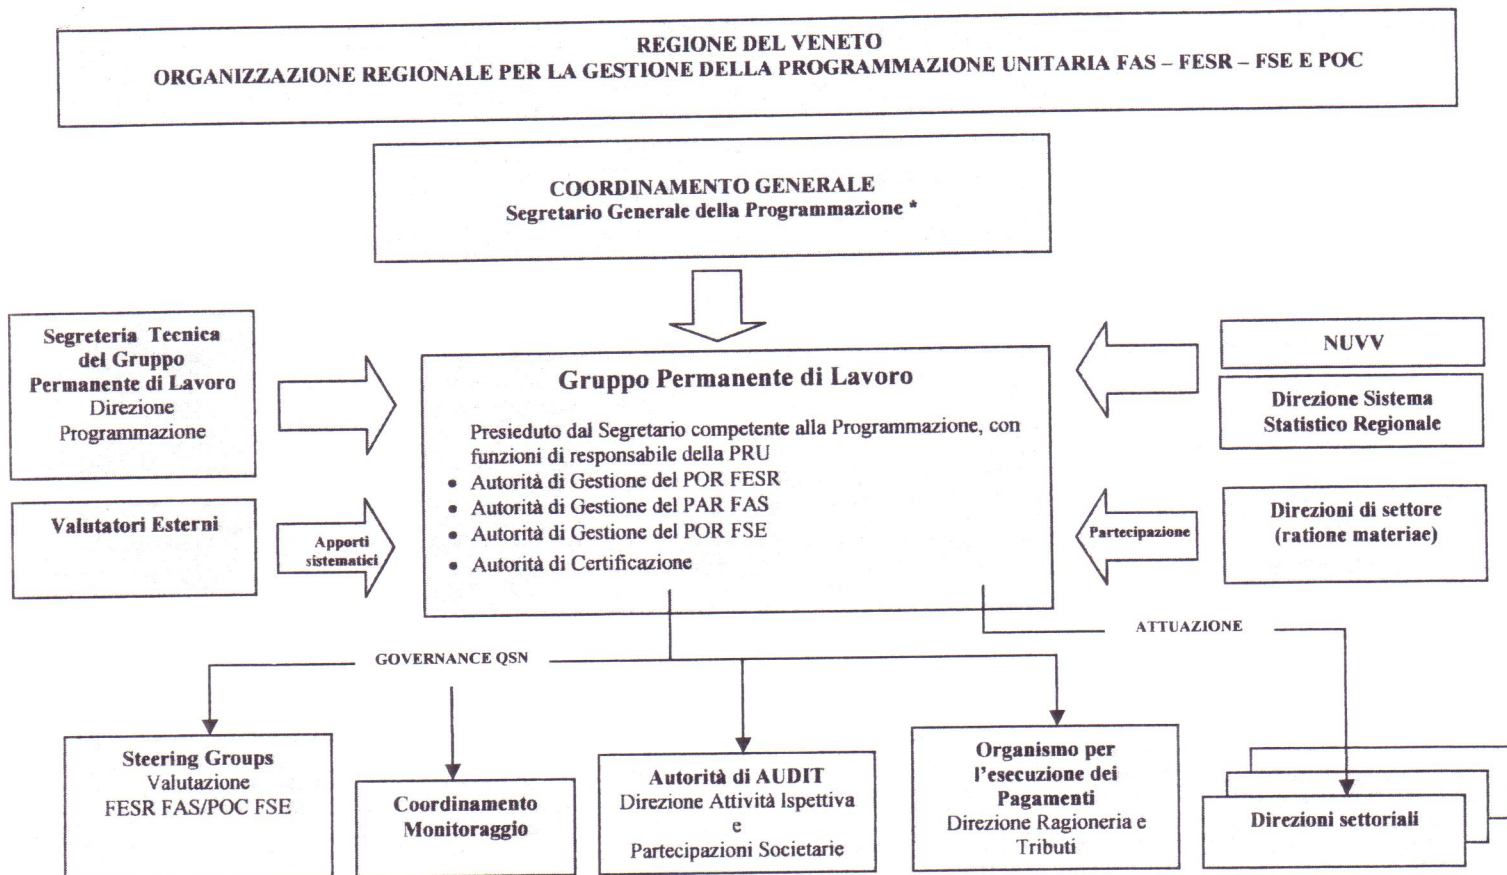 REGIONE DEL VENETO
ORGANIZZAZIONE REGIONALE PER LA GESTIONE DELLA PROGRAMMAZIONE UNITARIA FAS – FESR – FSE E POC
COORDINAMENTO GENERALE
Segretario Generale della Programmazione *
Segreteria Tecnica
del Gruppo
Permanente di Lavoro
Direzione
Programmazione
Valutatori Esterni
Apporti
sistematici
Gruppo Permanente di Lavoro
Presieduto dal Segretario competente alla Programmazione, con
funzioni di responsabile della PRU
• Autorità di Gestione del POR FESR
• Autorità di Gestione del PAR FAS
• Autorità di Gestione del POR FSE
• Autorità di Certificazione
NUVV
Direzione Sistema
Statistico Regionale
Partecipazione
Direzioni di settore
(ratione materiae)
GOVERNANCE QSN
ATTUAZIONE
Steering Groups
Valutazione
FESR FAS/POC FSE
Coordinamento
Monitoraggio
Autorità di AUDIT
Direzione Attività Ispettiva
e
Partecipazioni Societarie
Organismo per
l'esecuzione dei
Pagamenti
Direzione Ragioneria e
Tributi
Direzioni settoriali